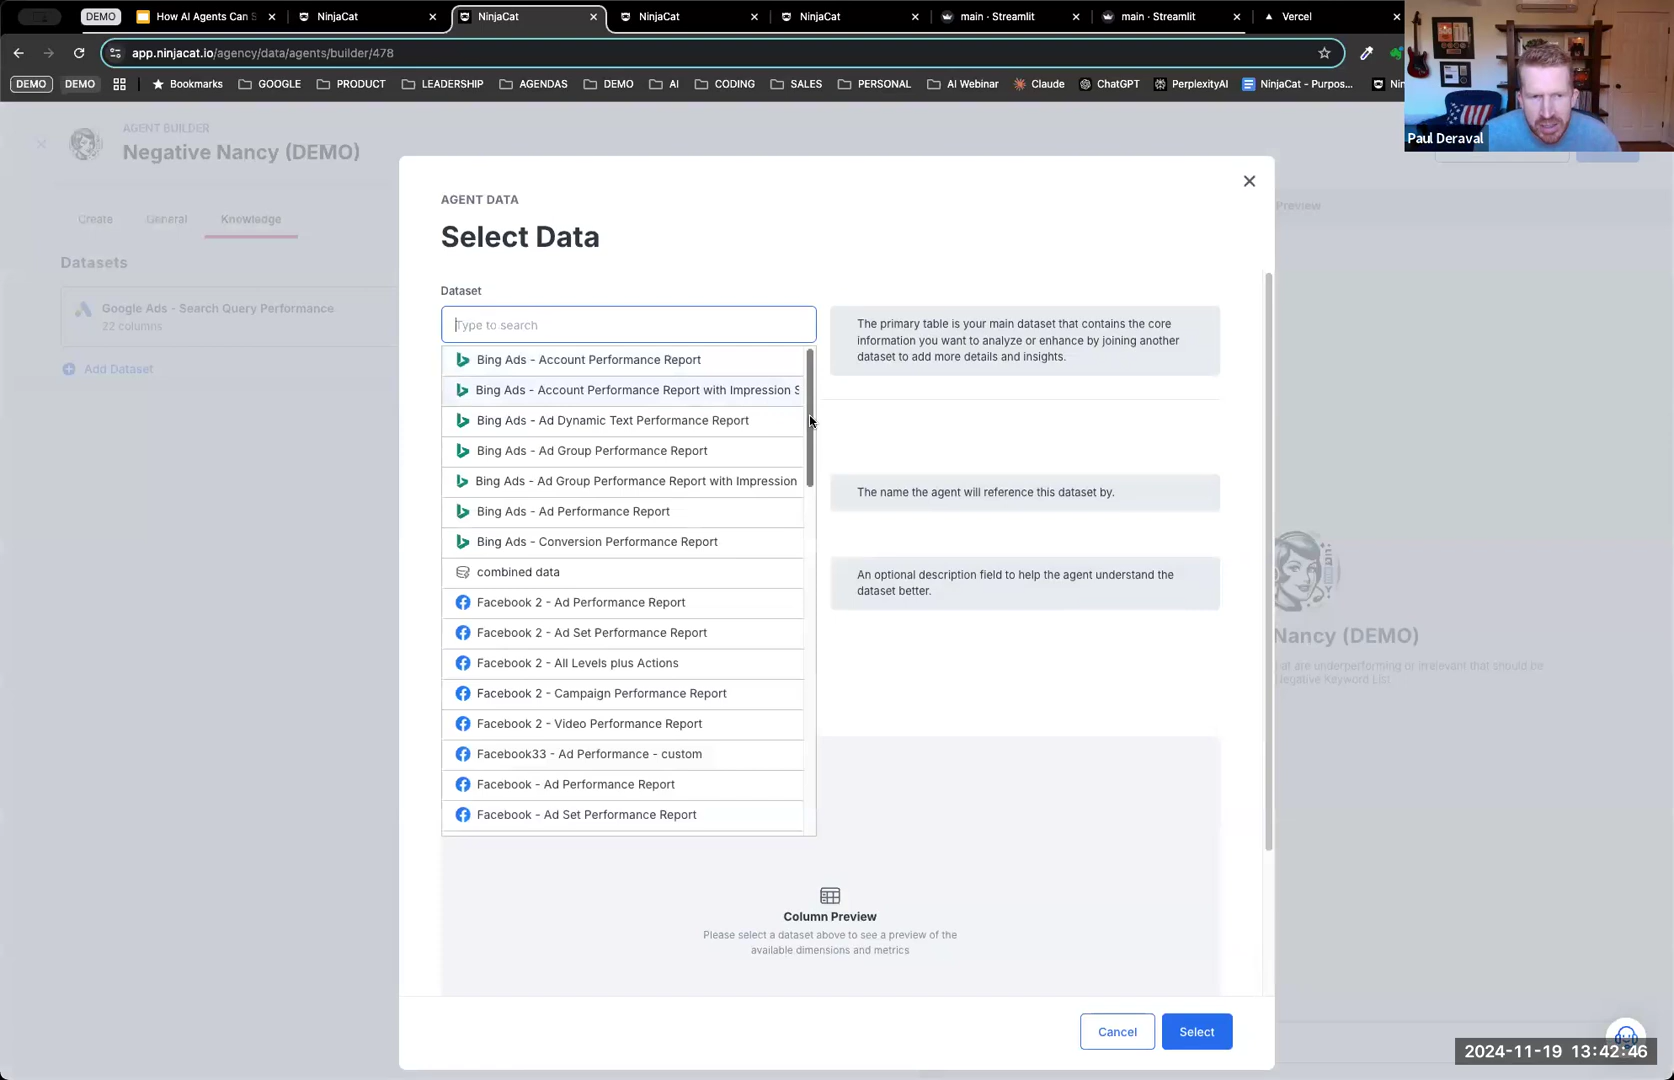 DEMO
How AI Agents Can S
NinjaCat
NinjaCat
NinjaCat
NinjaCat
main · Streamlit
main · Streamlit
Vercel
app.ninjacat.io/agency/data/agents/builder/478
DEMO
DEMO
Bookmarks
GOOGLE
PRODUCT
LEADERSHIP
AGENDAS
DEMO
AI
CODING
SALES
PERSONAL
AI Webinar
Claude
ChatGPT
PerplexityAI
NinjaCat - Purpos...
Nin
Paul Deraval
AGENT BUILDER
Negative Nancy (DEMO)
Create
General
Knowledge
Preview
Datasets
Google Ads - Search Query Performance
22 columns
Add Dataset
AGENT DATA
Select Data
Dataset
Type to search
The primary table is your main dataset that contains the core
information you want to analyze or enhance by joining another
dataset to add more details and insights.
Bing Ads - Account Performance Report
Bing Ads - Account Performance Report with Impression S
Bing Ads - Ad Dynamic Text Performance Report
Bing Ads - Ad Group Performance Report
Bing Ads - Ad Group Performance Report with Impression
Bing Ads - Ad Performance Report
Bing Ads - Conversion Performance Report
combined data
Facebook 2 - Ad Performance Report
Facebook 2 - Ad Set Performance Report
Facebook 2 - All Levels plus Actions
Facebook 2 - Campaign Performance Report
Facebook 2 - Video Performance Report
Facebook33 - Ad Performance - custom
Facebook - Ad Performance Report
Facebook - Ad Set Performance Report
The name the agent will reference this dataset by.
An optional description field to help the agent understand the
dataset better.
Nancy (DEMO)
at are underperforming or irrelevant that should be
Negative Keyword List
Column Preview
Please select a dataset above to see a preview of the
available dimensions and metrics
Cancel
Select
2024-11-19 13:42:46